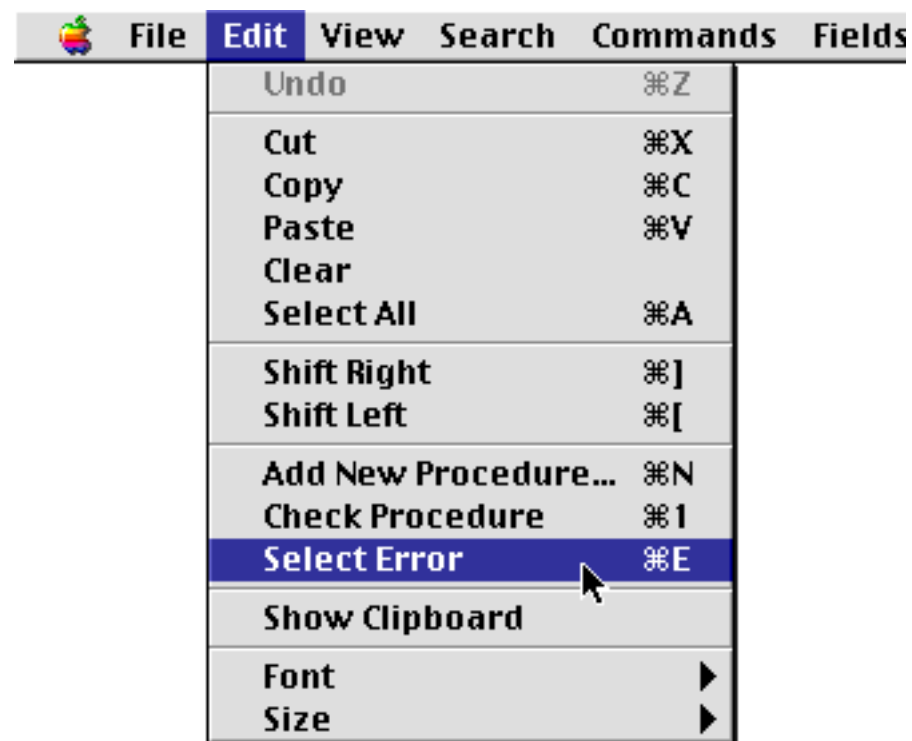 File Edit View Search Commands Fields
Undo ⌘Z
Cut ⌘X
Copy ⌘C
Paste ⌘V
Clear
Select All ⌘A
Shift Right ⌘]
Shift Left ⌘[
Add New Procedure... ⌘N
Check Procedure ⌘1
Select Error ⌘E
Show Clipboard
Font
Size